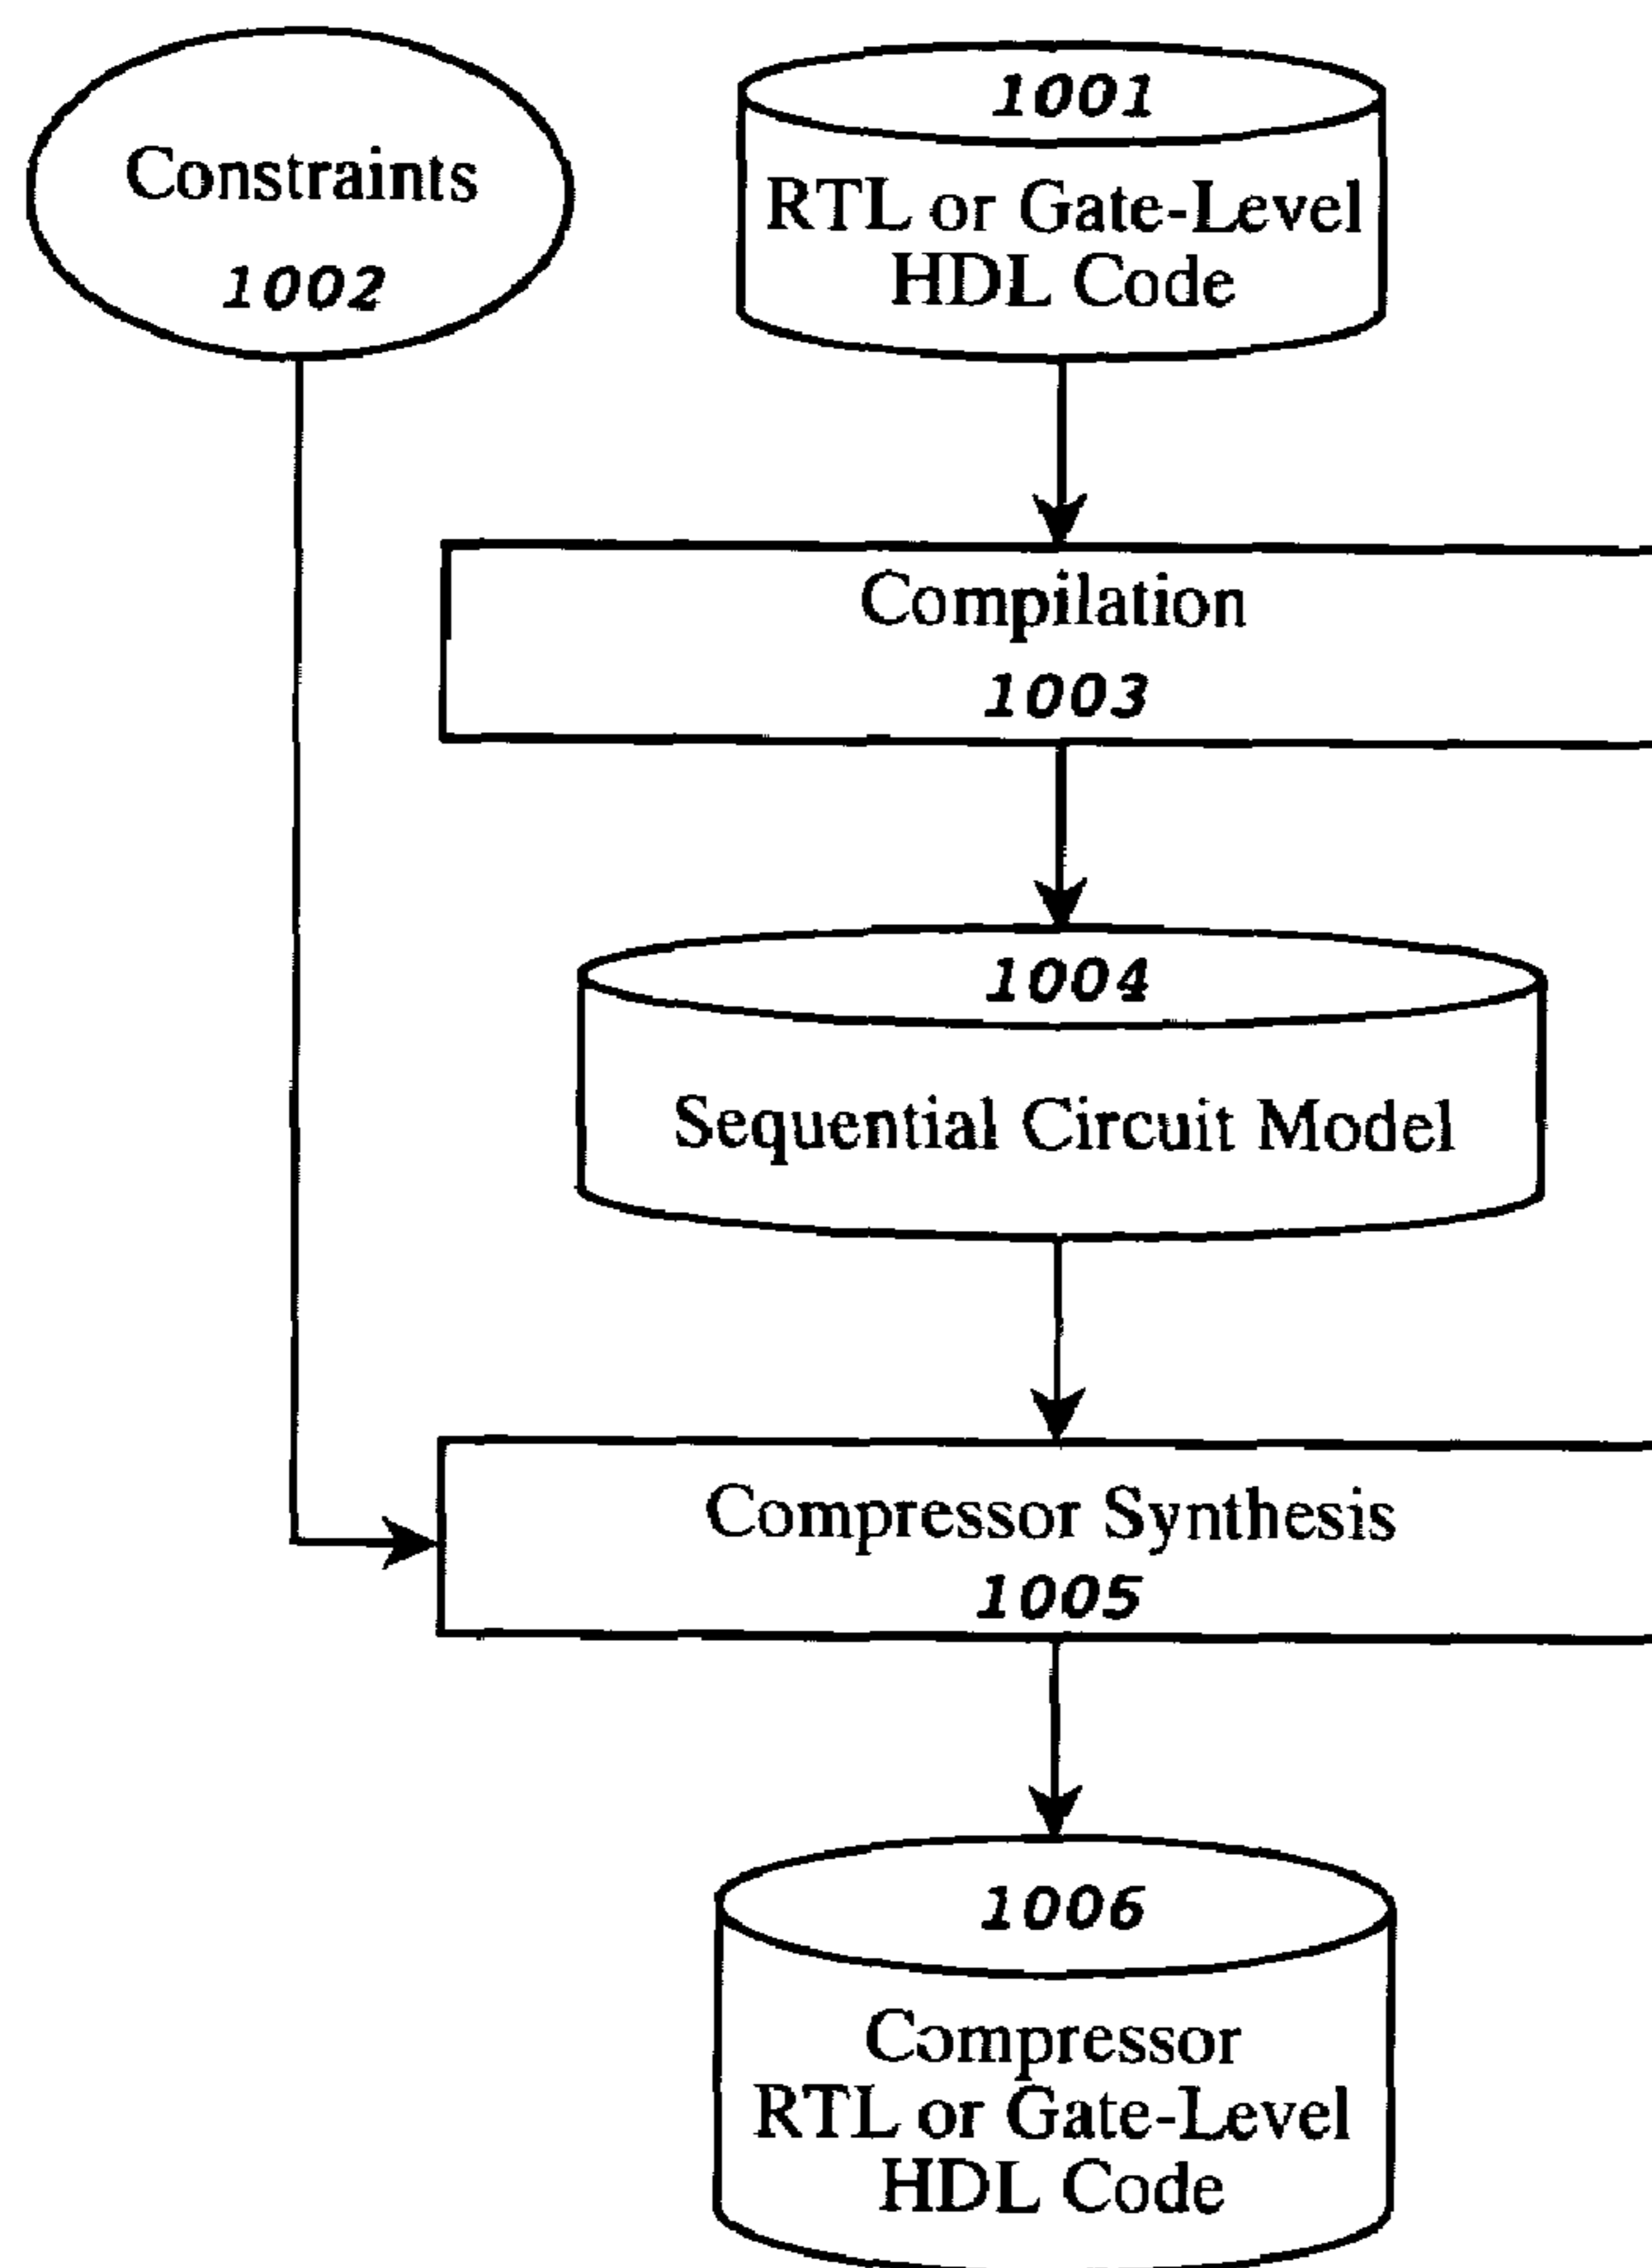 Constraints
1002
1001
RTL or Gate-Level
HDL Code
Compilation
1003
1004
Sequential Circuit Model
Compressor Synthesis
1005
1006
Compressor
RTL or Gate-Level
HDL Code